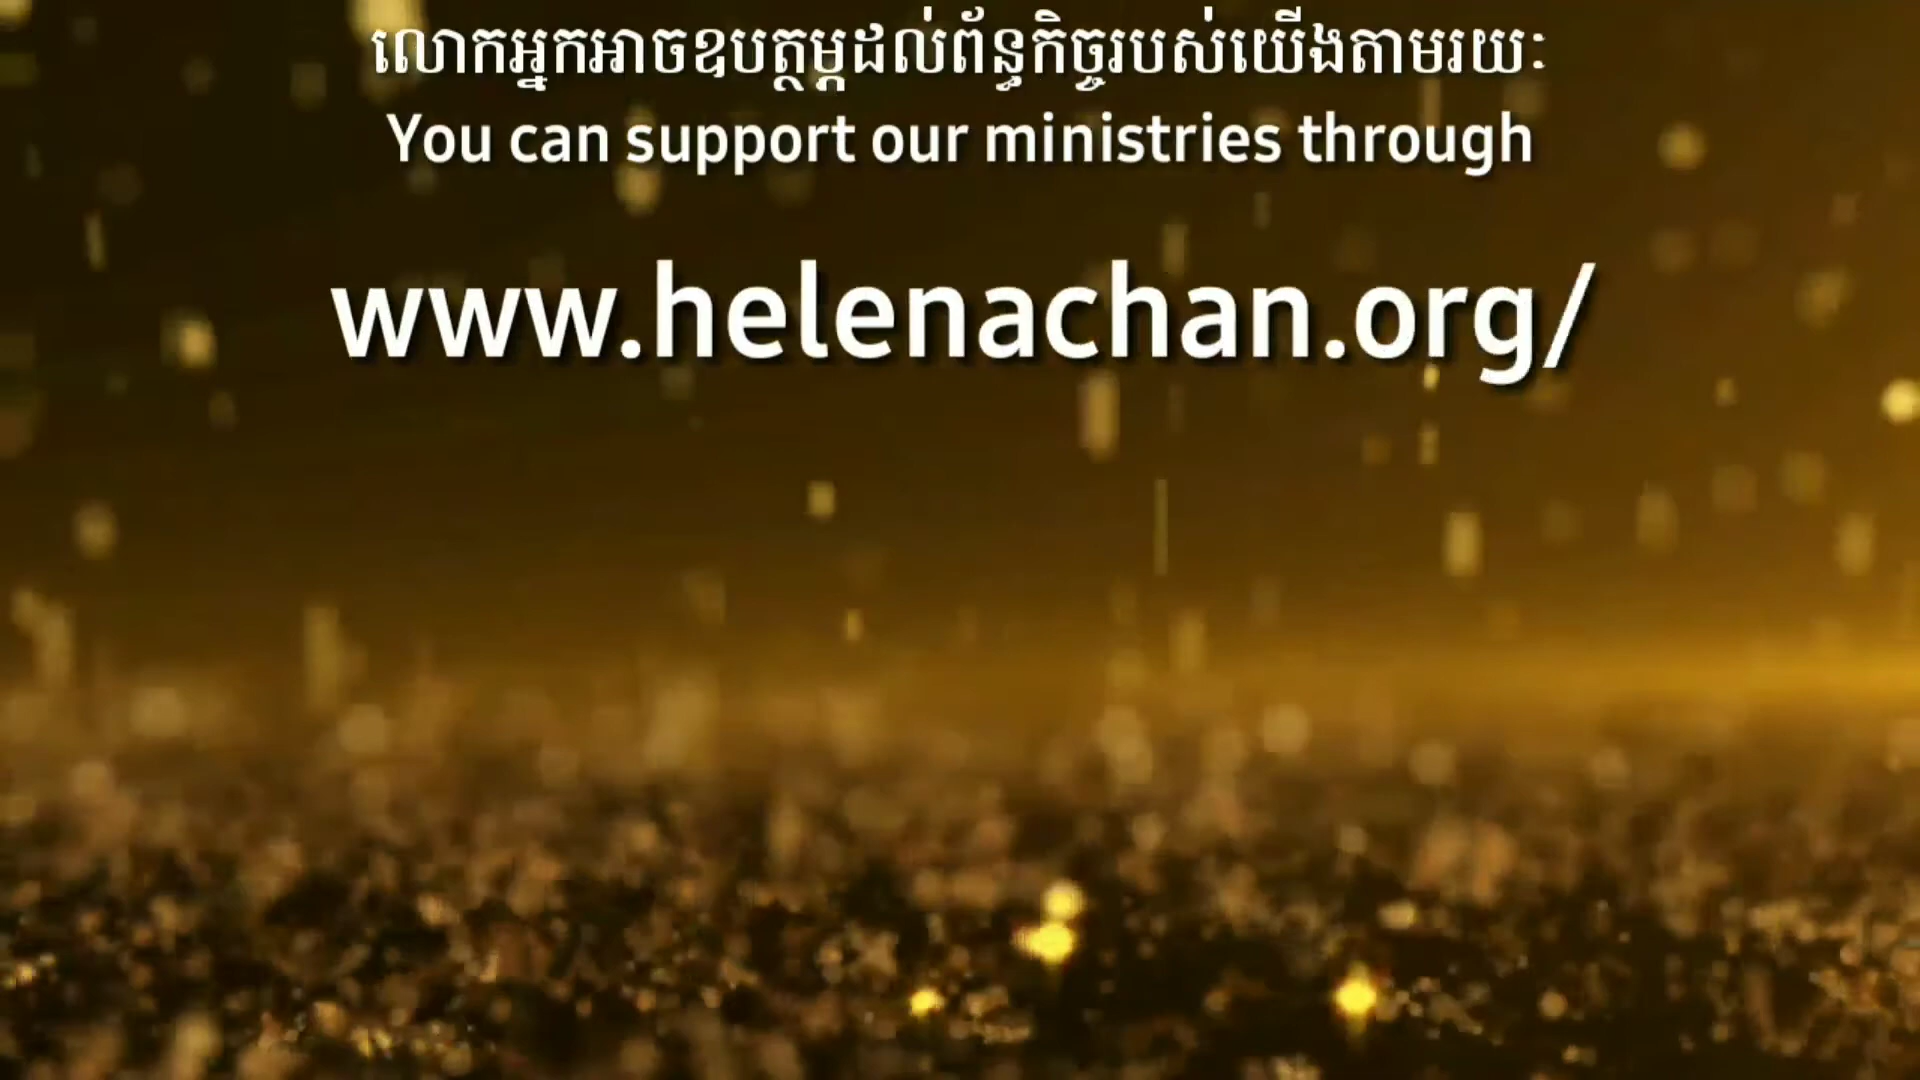 លោកអ្នកអាចឧបត្ថម្ភដល់ព័ន្ធកិច្ចរបស់យើងតាមរយៈ
You can support our ministries through
www.helenachan.org/